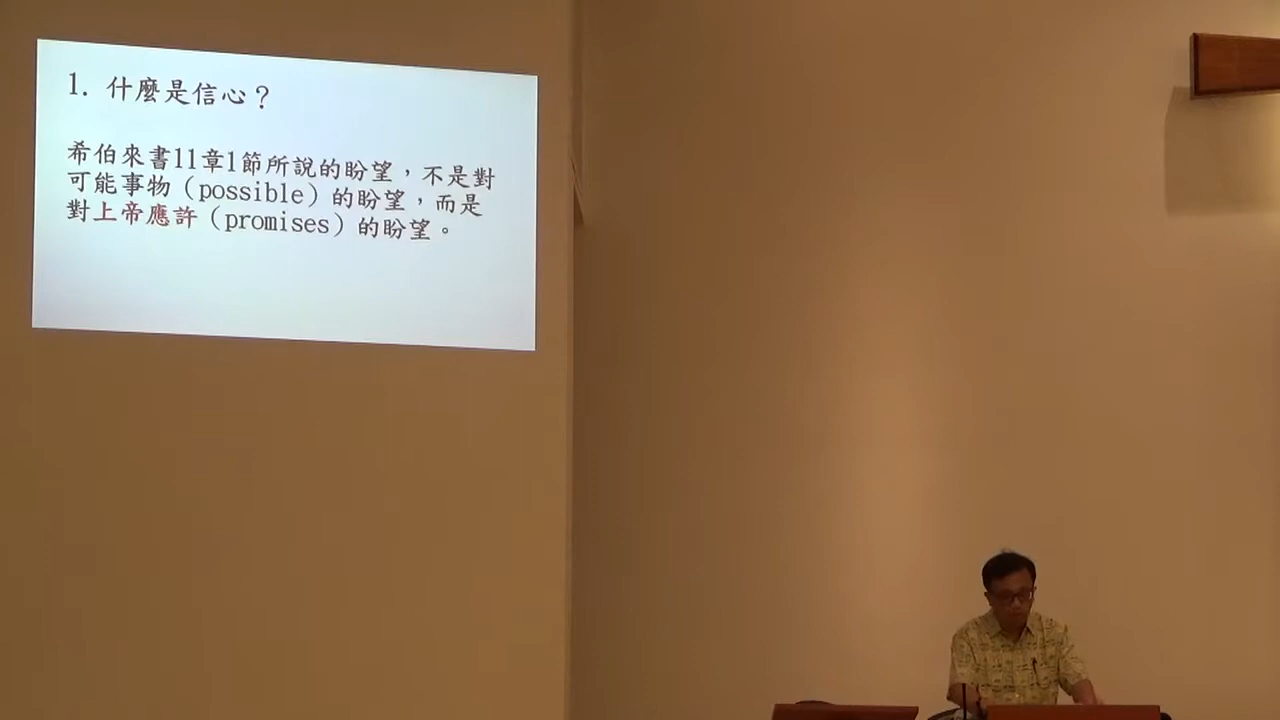 1. 什麼是信心？
希伯來書11章1節所說的盼望，不是對
可能事物（possible）的盼望，而是
對上帝應許（promises）的盼望。